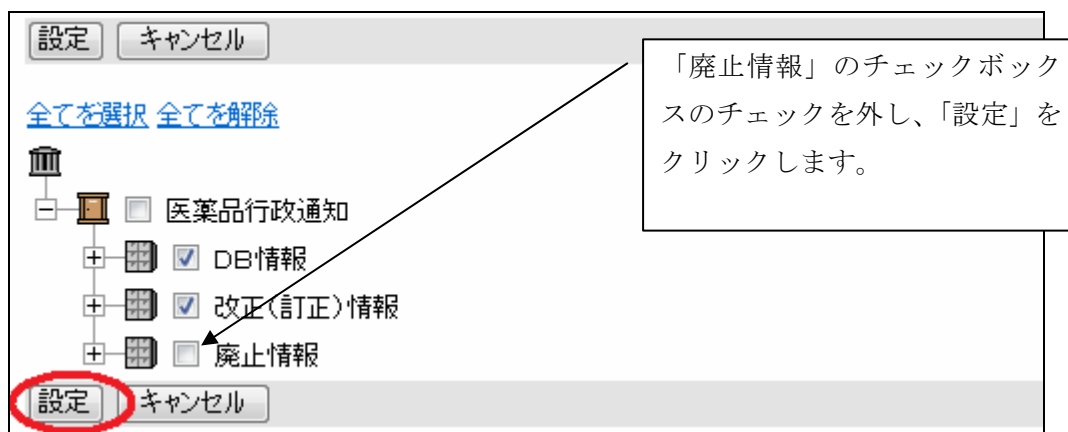 設定 キャンセル
「廃止情報」のチェックボック
スのチェックを外し、「設定」を
クリックします。
全てを選択 全てを解除
医薬品行政通知
DB情報
改正(訂正)情報
廃止情報
設定 キャンセル